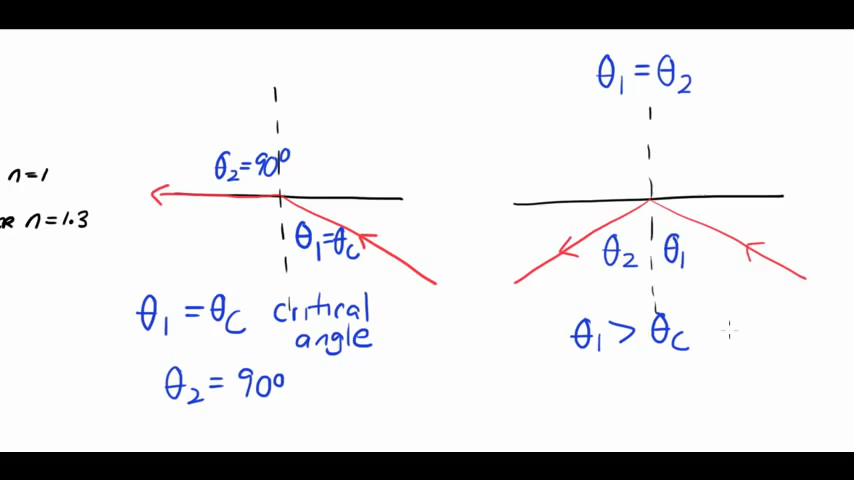 n=1
ER n=1.3
θ₂=90°
θ₁=θc
θ₁ = θc critical
angle
θ₂ = 90°
θ₁ = θ₂
θ₂ θ₁
θ₁ > θc